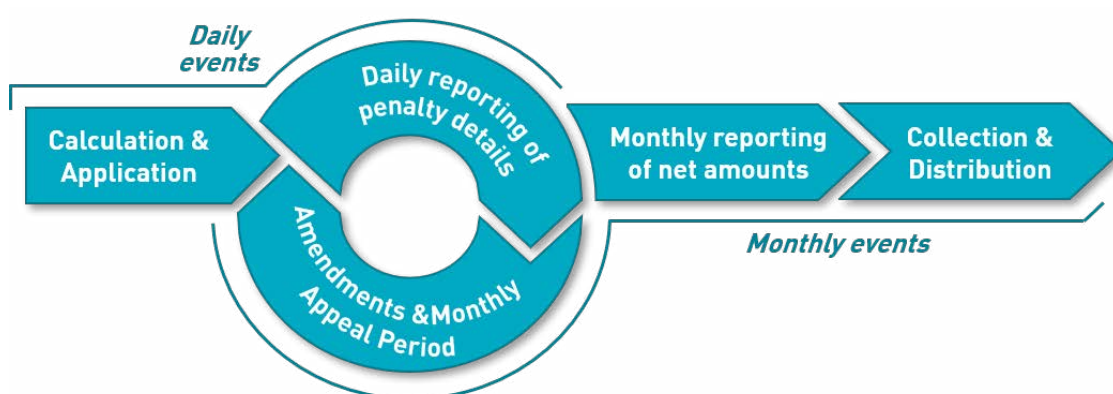 Daily
events
Calculation &
Application
Daily reporting of
penalty details
Amendments &Monthly
Appeal Period
Monthly reporting
of net amounts
Collection &
Distribution
Monthly events